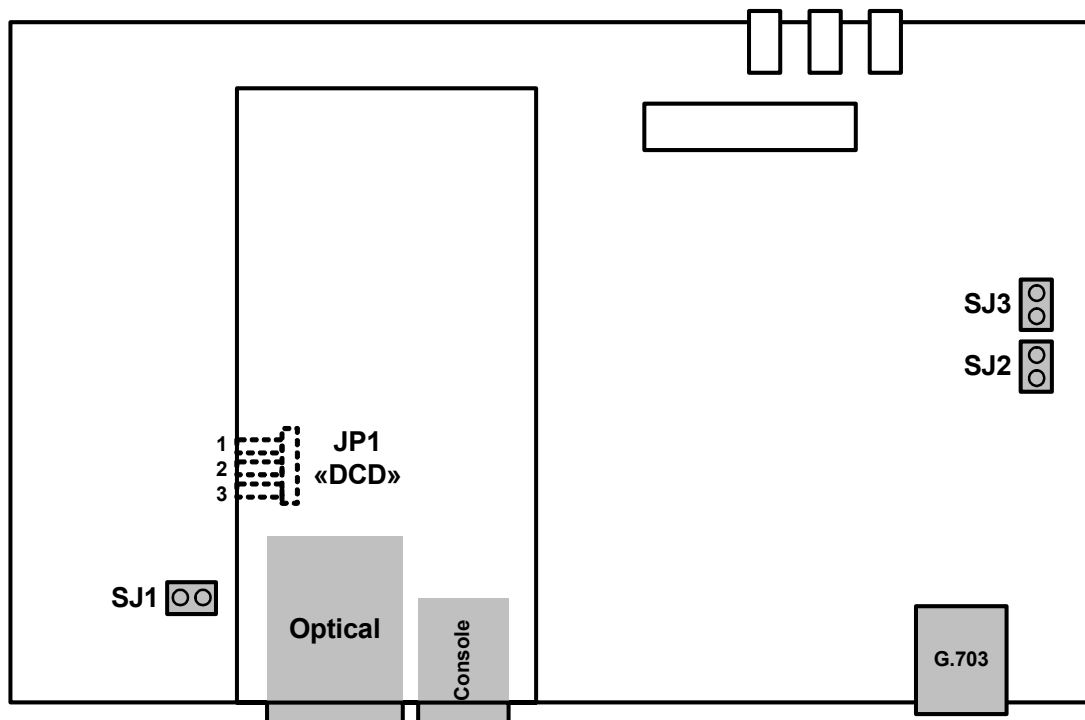 SJ3
SJ2
1
2
3
JP1
«DCD»
SJ1
Optical
Console
G.703